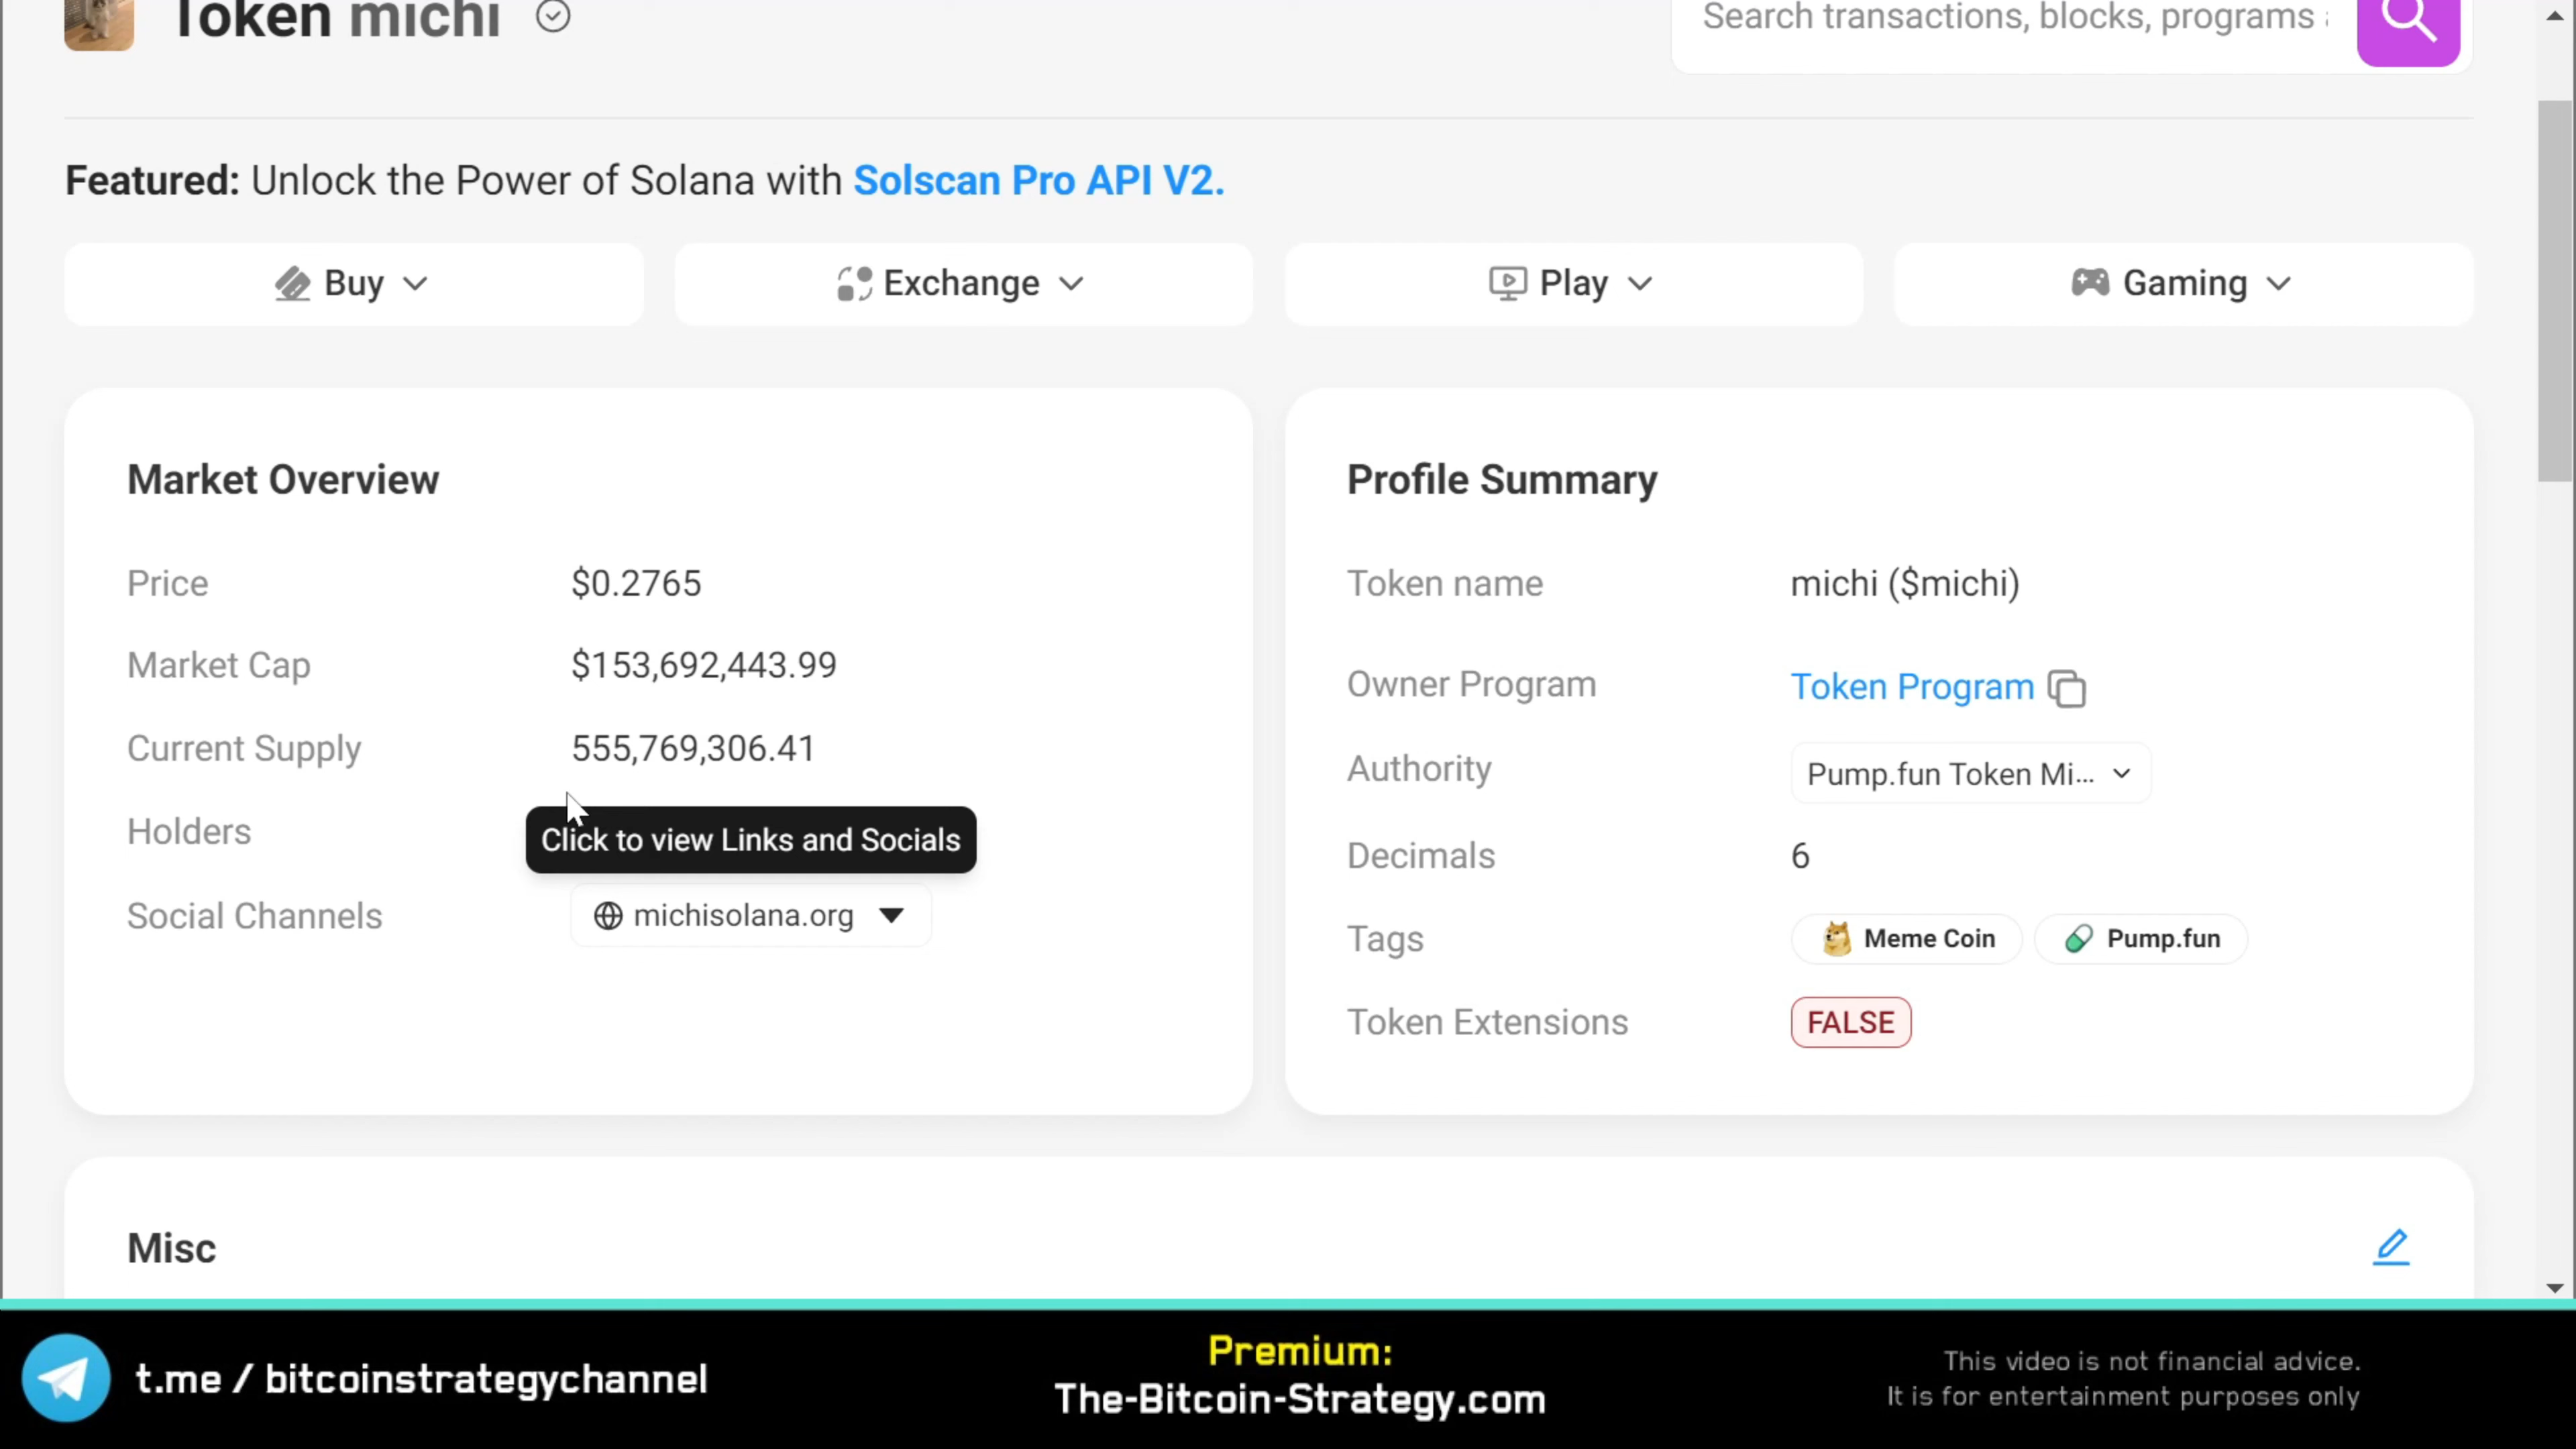 Token michi
Search transactions, blocks, programs
Featured: Unlock the Power of Solana with Solscan Pro API V2.
Buy
Exchange
Play
Gaming
Market Overview
Price $0.2765
Market Cap $153,692,443.99
Current Supply 555,769,306.41
Holders
Click to view Links and Socials
Social Channels michisolana.org
Profile Summary
Token name michi ($michi)
Owner Program Token Program
Authority Pump.fun Token Mi...
Decimals 6
Tags Meme Coin Pump.fun
Token Extensions FALSE
Misc
t.me / bitcoinstrategychannel
Premium:
The-Bitcoin-Strategy.com
This video is not financial advice.
It is for entertainment purposes only